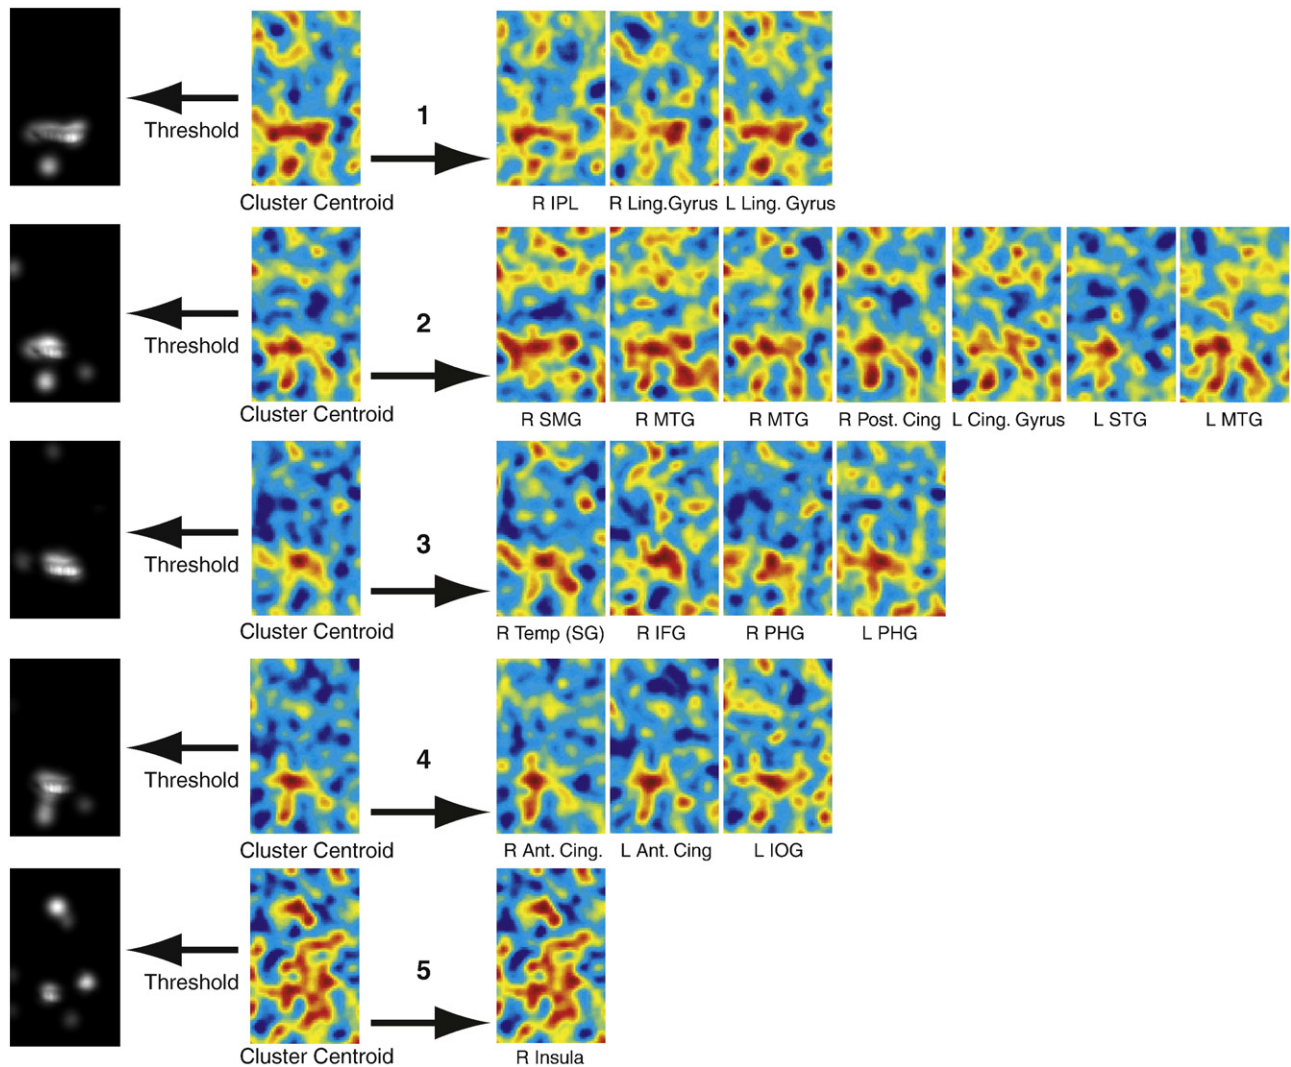 1
Threshold
Cluster Centroid
R IPL R Ling.Gyrus L Ling. Gyrus
2
Threshold
Cluster Centroid
R SMG R MTG R MTG R Post. Cing L Cing. Gyrus L STG L MTG
3
Threshold
Cluster Centroid
R Temp (SG) R IFG R PHG L PHG
4
Threshold
Cluster Centroid
R Ant. Cing. L Ant. Cing L IOG
5
Threshold
Cluster Centroid
R Insula